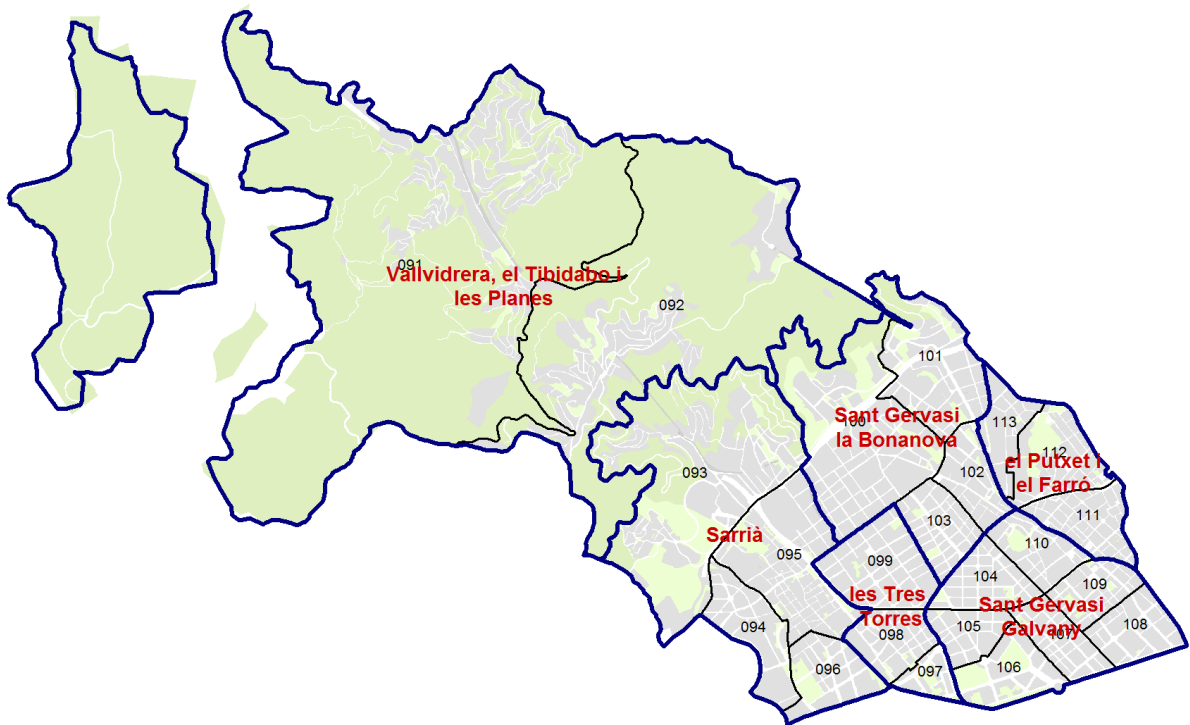 091
Vallvidrera, el Tibidabo i
les Planes
092
101
100
Sant Gervasi
la Bonanova
113
112
el Putxet i
el Farró
102
093
111
103
110
Sarrià
095
099
104
109
les Tres
Torres
Sant Gervasi
Galvany
094
105
108
098
107
106
096
097